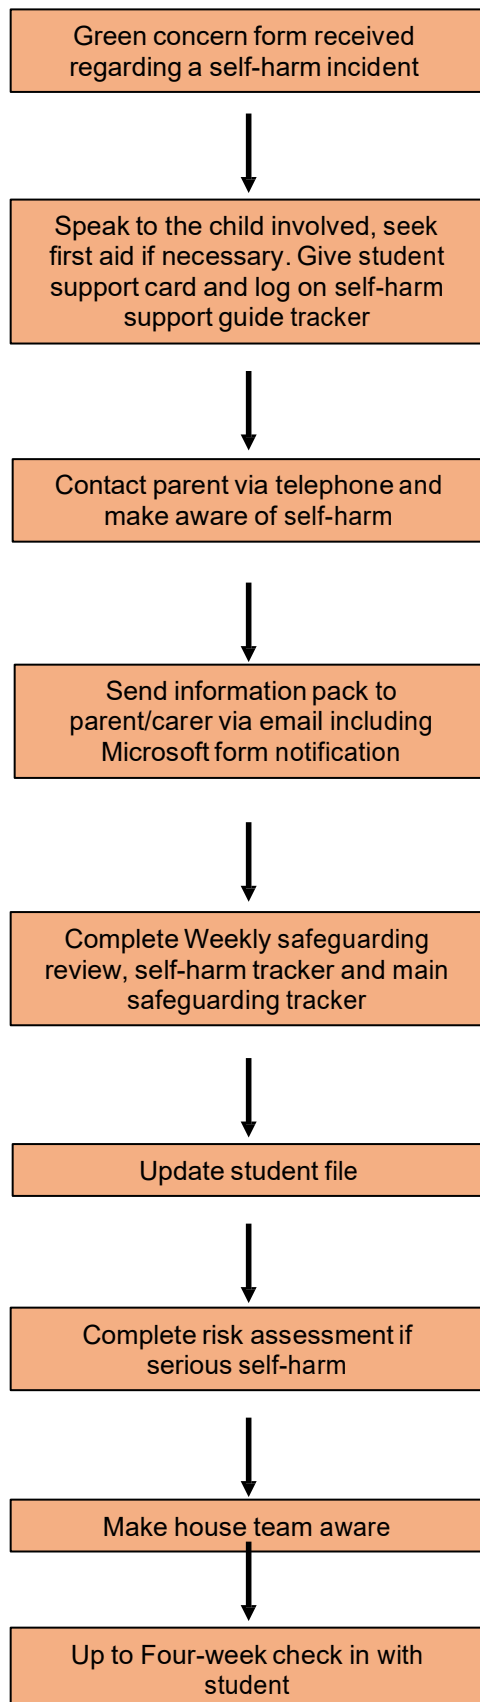 Green concern form received
regarding a self-harm incident
Speak to the child involved, seek
first aid if necessary. Give student
support card and log on self-harm
support guide tracker
Contact parent via telephone and
make aware of self-harm
Send information pack to
parent/carer via email including
Microsoft form notification
Complete Weekly safeguarding
review, self-harm tracker and main
safeguarding tracker
Update student file
Complete risk assessment if
serious self-harm
Make house team aware
Up to Four-week check in with
student